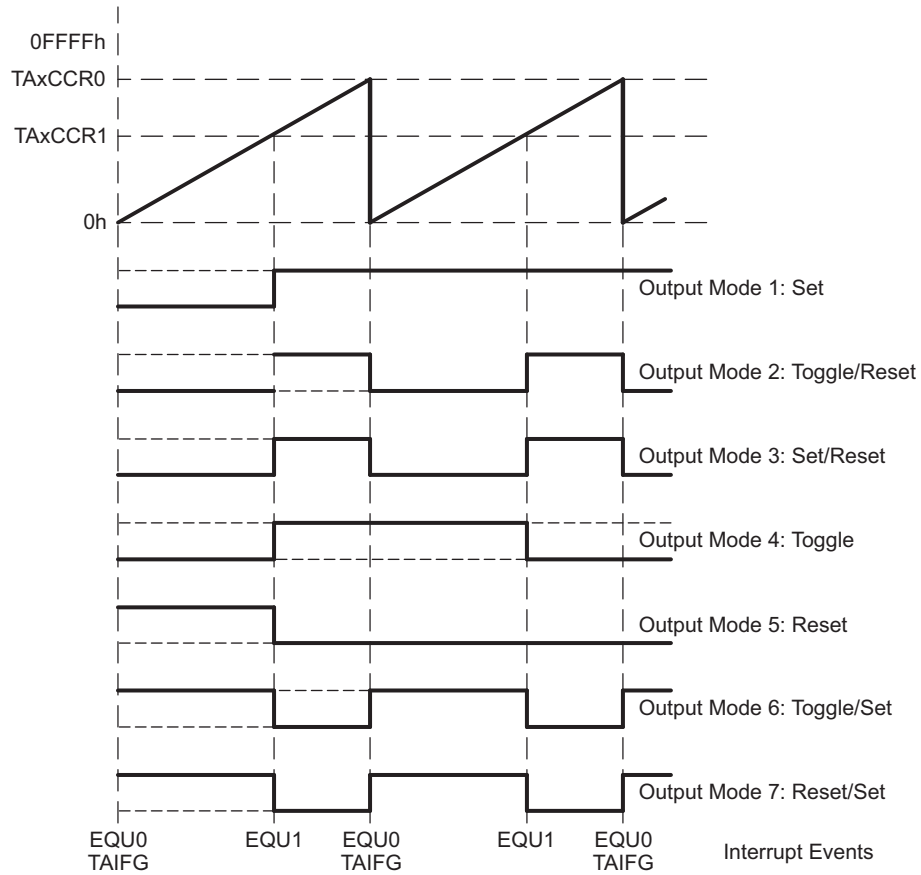 0FFFFh
TAxCCR0
TAxCCR1
0h
Output Mode 1: Set
Output Mode 2: Toggle/Reset
Output Mode 3: Set/Reset
Output Mode 4: Toggle
Output Mode 5: Reset
Output Mode 6: Toggle/Set
Output Mode 7: Reset/Set
EQU0 EQU1 EQU0 EQU1 EQU0 Interrupt Events
TAIFG TAIFG TAIFG